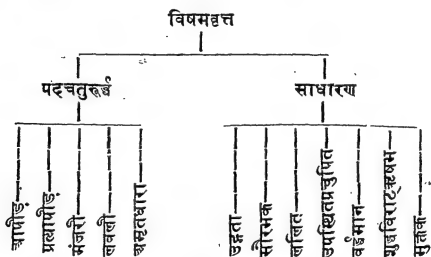 विषमवृत्त
पदचतुरूर्द्ध
साधारण
आपीड़
प्रत्यापीड़
मंजरी
लवली
अमृतधारा
उद्गता
सौरभक
ललित
उपस्थितप्रचुपित
वर्द्धमान
शुद्धविराट्ऋषभ
मुक्तक